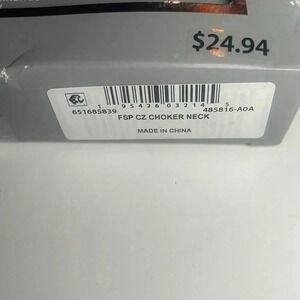 $24.94
1 95426 03214 5
651685839 485816-A0A
FSP CZ CHOKER NECK
MADE IN CHINA